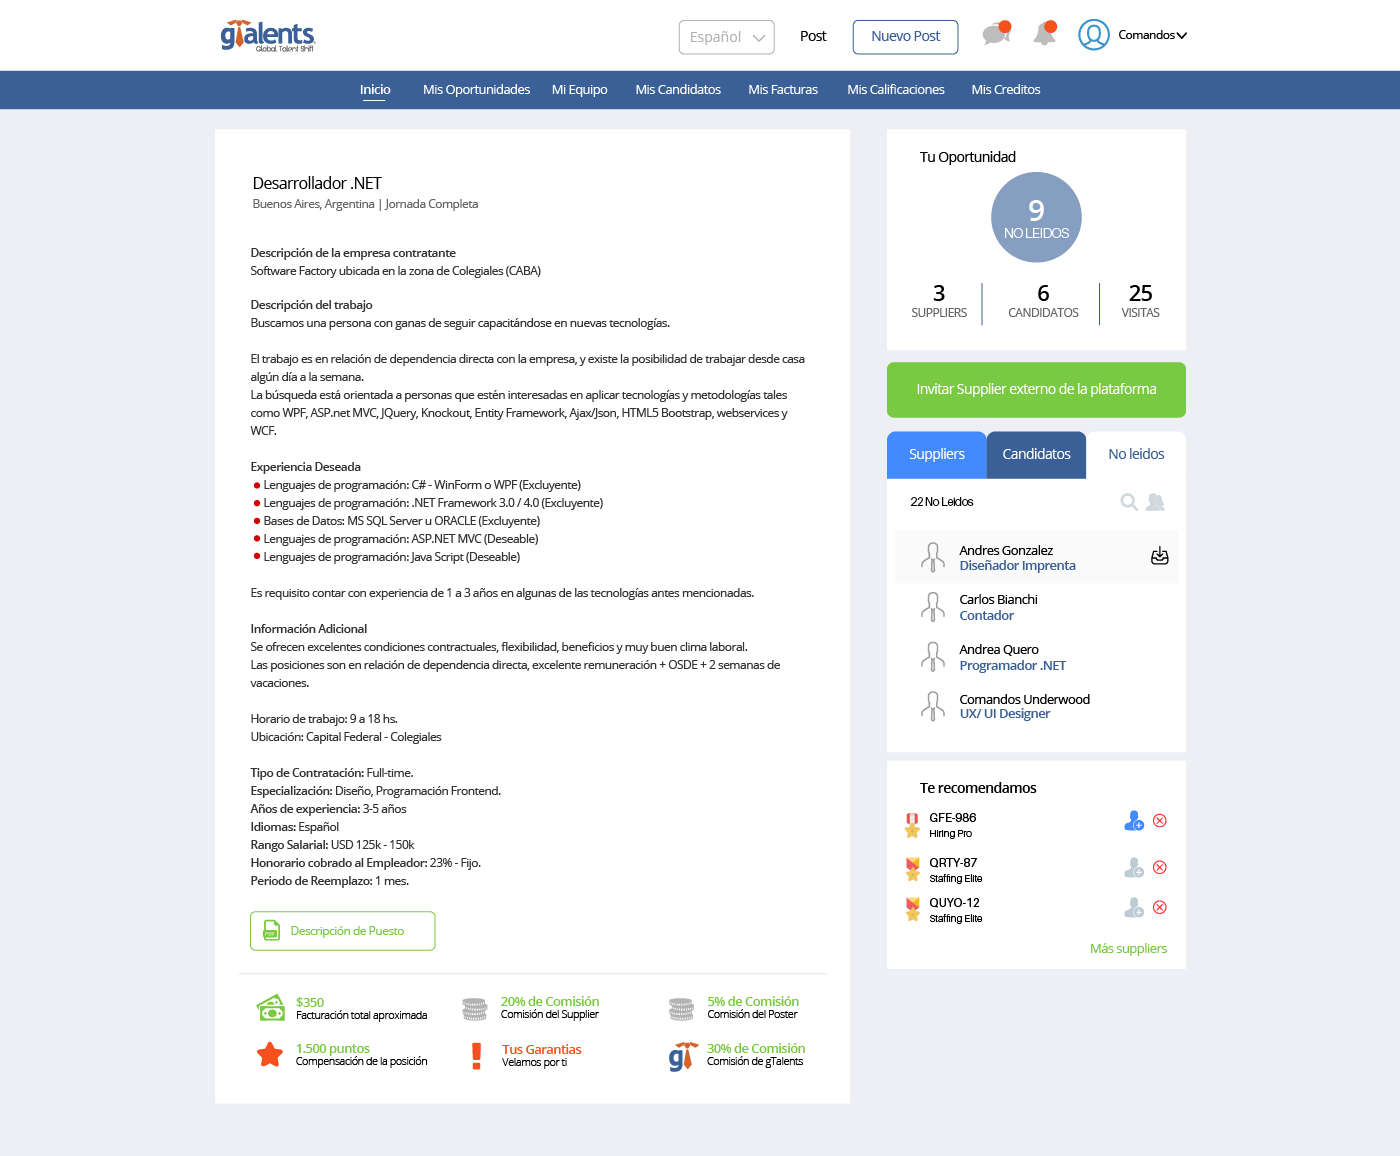 gTalents
Global Talent Shift
Español
Post
Nuevo Post
Comandos
Inicio
Mis Oportunidades
Mi Equipo
Mis Candidatos
Mis Facturas
Mis Calificaciones
Mis Creditos
Desarrollador .NET
Buenos Aires, Argentina | Jornada Completa
Descripción de la empresa contratante
Software Factory ubicada en la zona de Colegiales (CABA)
Descripción del trabajo
Buscamos una persona con ganas de seguir capacitándose en nuevas tecnologías.
El trabajo es en relación de dependencia directa con la empresa, y existe la posibilidad de trabajar desde casa
algún día a la semana.
La búsqueda está orientada a personas que estén interesadas en aplicar tecnologías y metodologías tales
como WPF, ASP.net MVC, JQuery, Knockout, Entity Framework, Ajax/Json, HTML5 Bootstrap, webservices y
WCF.
Experiencia Deseada
Lenguajes de programación: C# - WinForm o WPF (Excluyente)
Lenguajes de programación: .NET Framework 3.0 / 4.0 (Excluyente)
Bases de Datos: MS SQL Server u ORACLE (Excluyente)
Lenguajes de programación: ASP.NET MVC (Deseable)
Lenguajes de programación: Java Script (Deseable)
Es requisito contar con experiencia de 1 a 3 años en algunas de las tecnologías antes mencionadas.
Información Adicional
Se ofrecen excelentes condiciones contractuales, flexibilidad, beneficios y muy buen clima laboral.
Las posiciones son en relación de dependencia directa, excelente remuneración + OSDE + 2 semanas de
vacaciones.
Horario de trabajo: 9 a 18 hs.
Ubicación: Capital Federal - Colegiales
Tipo de Contratación: Full-time.
Especialización: Diseño, Programación Frontend.
Años de experiencia: 3-5 años
Idiomas: Español
Rango Salarial: USD 125k - 150k
Honorario cobrado al Empleador: 23% - Fijo.
Periodo de Reemplazo: 1 mes.
PDF
Descripción de Puesto
$350
Facturación total aproximada
20% de Comisión
Comisión del Supplier
5% de Comisión
Comisión del Poster
1.500 puntos
Compensación de la posición
Tus Garantias
Velamos por ti
gT
30% de Comisión
Comisión de gTalents
Tu Oportunidad
9
NO LEIDOS
3
SUPPLIERS
6
CANDIDATOS
25
VISITAS
Invitar Supplier externo de la plataforma
Suppliers
Candidatos
No leidos
22 No Leidos
Andres Gonzalez
Diseñador Imprenta
Carlos Bianchi
Contador
Andrea Quero
Programador .NET
Comandos Underwood
UX/ UI Designer
Te recomendamos
GFE-986
Hiring Pro
QRTY-87
Staffing Elite
QUYO-12
Staffing Elite
Más suppliers